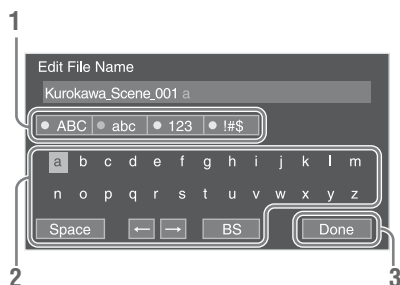 1
Edit File Name
Kurokawa_Scene_001 a
ABC abc 123 !#$
a b c d e f g h i j k l m
n o p q r s t u v w x y z
Space ← → BS Done
2 3